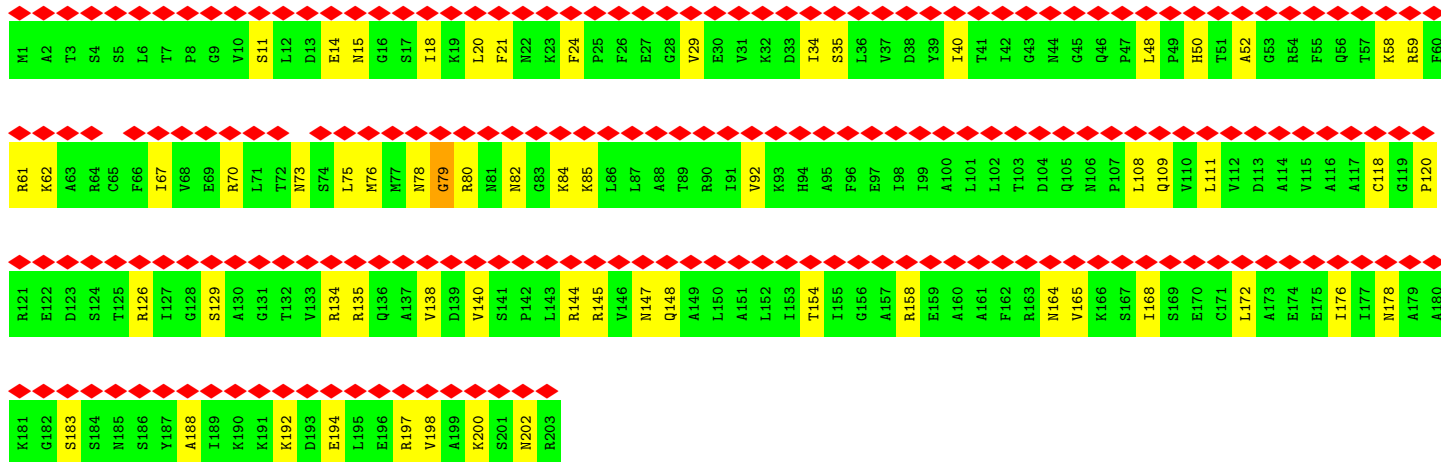 M1 A2 T3 S4 S5 L6 T7 P8 G9 V10 S11 L12 D13 E14 N15 G16 S17 I18 K19 L20 F21 N22 K23 F24 P25 F26 E27 G28 V29 E30 V31 K32 D33 I34 S35 L36 V37 D38 Y39 I40 T41 I42 G43 N44 G45 Q46 P47 L48 P49 H50 T51 A52 G53 R54 F55 Q56 T57 K58 R59 F60
R61 K62 A63 R64 C65 F66 I67 V68 E69 R70 L71 T72 N73 S74 L75 M76 M77 N78 G79 R80 N81 N82 G83 K84 K85 L86 L87 A88 T89 R90 I91 V92 K93 H94 A95 F96 E97 I98 I99 A100 L101 L102 T103 D104 Q105 N106 P107 L108 Q109 V110 L111 V112 D113 A114 V115 A116 A117 C118 G119 P120
R121 E122 D123 S124 T125 R126 I127 G128 S129 A130 G131 T132 V133 R134 R135 Q136 A137 V138 D139 V140 S141 P142 L143 R144 R145 V146 N147 Q148 A149 L150 A151 L152 I153 T154 I155 G156 A157 R158 E159 A160 A161 F162 R163 N164 V165 K166 S167 I168 S169 E170 C171 L172 A173 E174 E175 I176 I177 N178 A179 A180
K181 G182 S183 S184 N185 S186 Y187 A188 I189 K190 K191 K192 D193 E194 L195 E196 R197 V198 A199 K200 S201 N202 R203